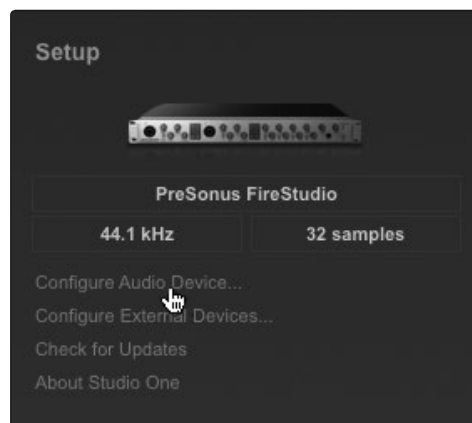 Setup
PreSonus FireStudio
44.1 kHz 32 samples
Configure Audio Device...
Configure External Devices...
Check for Updates
About Studio One